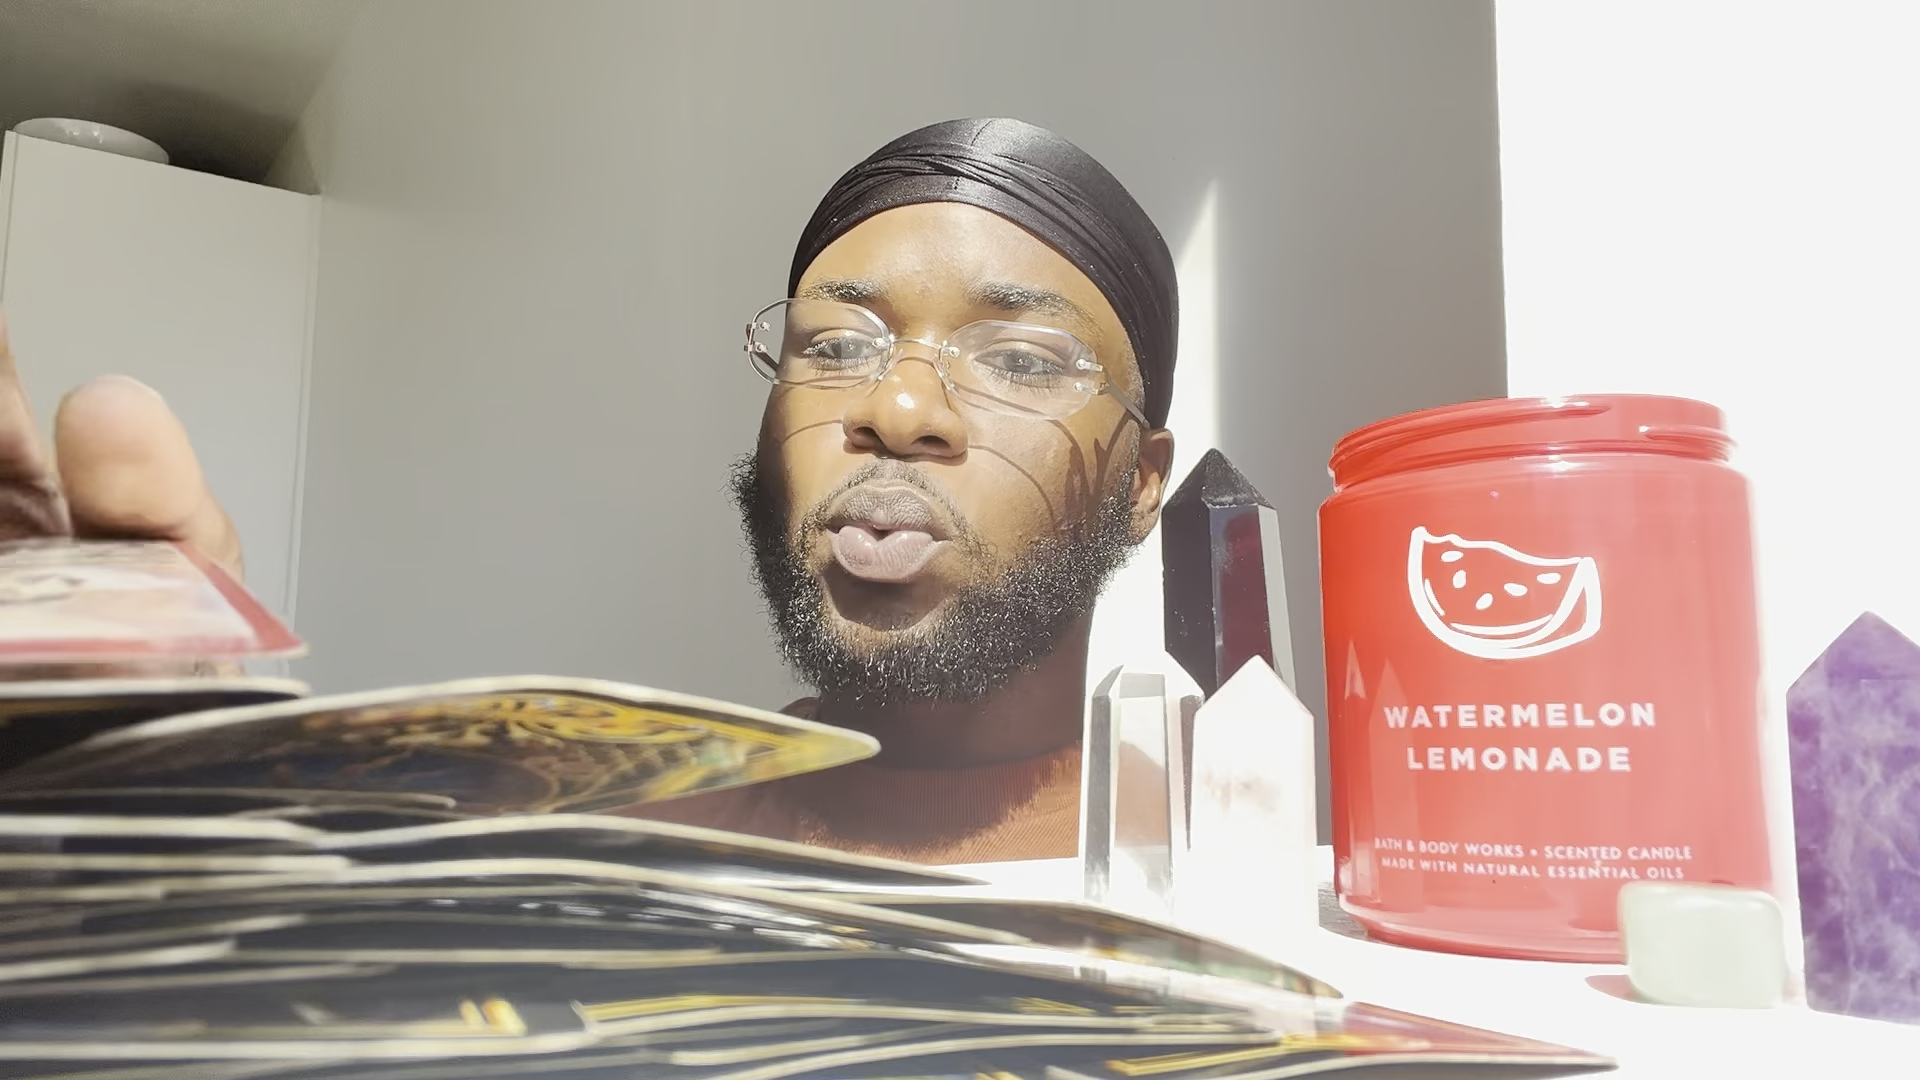 WATERMELON
LEMONADE
BATH & BODY WORKS • SCENTED CANDLE
MADE WITH NATURAL ESSENTIAL OILS